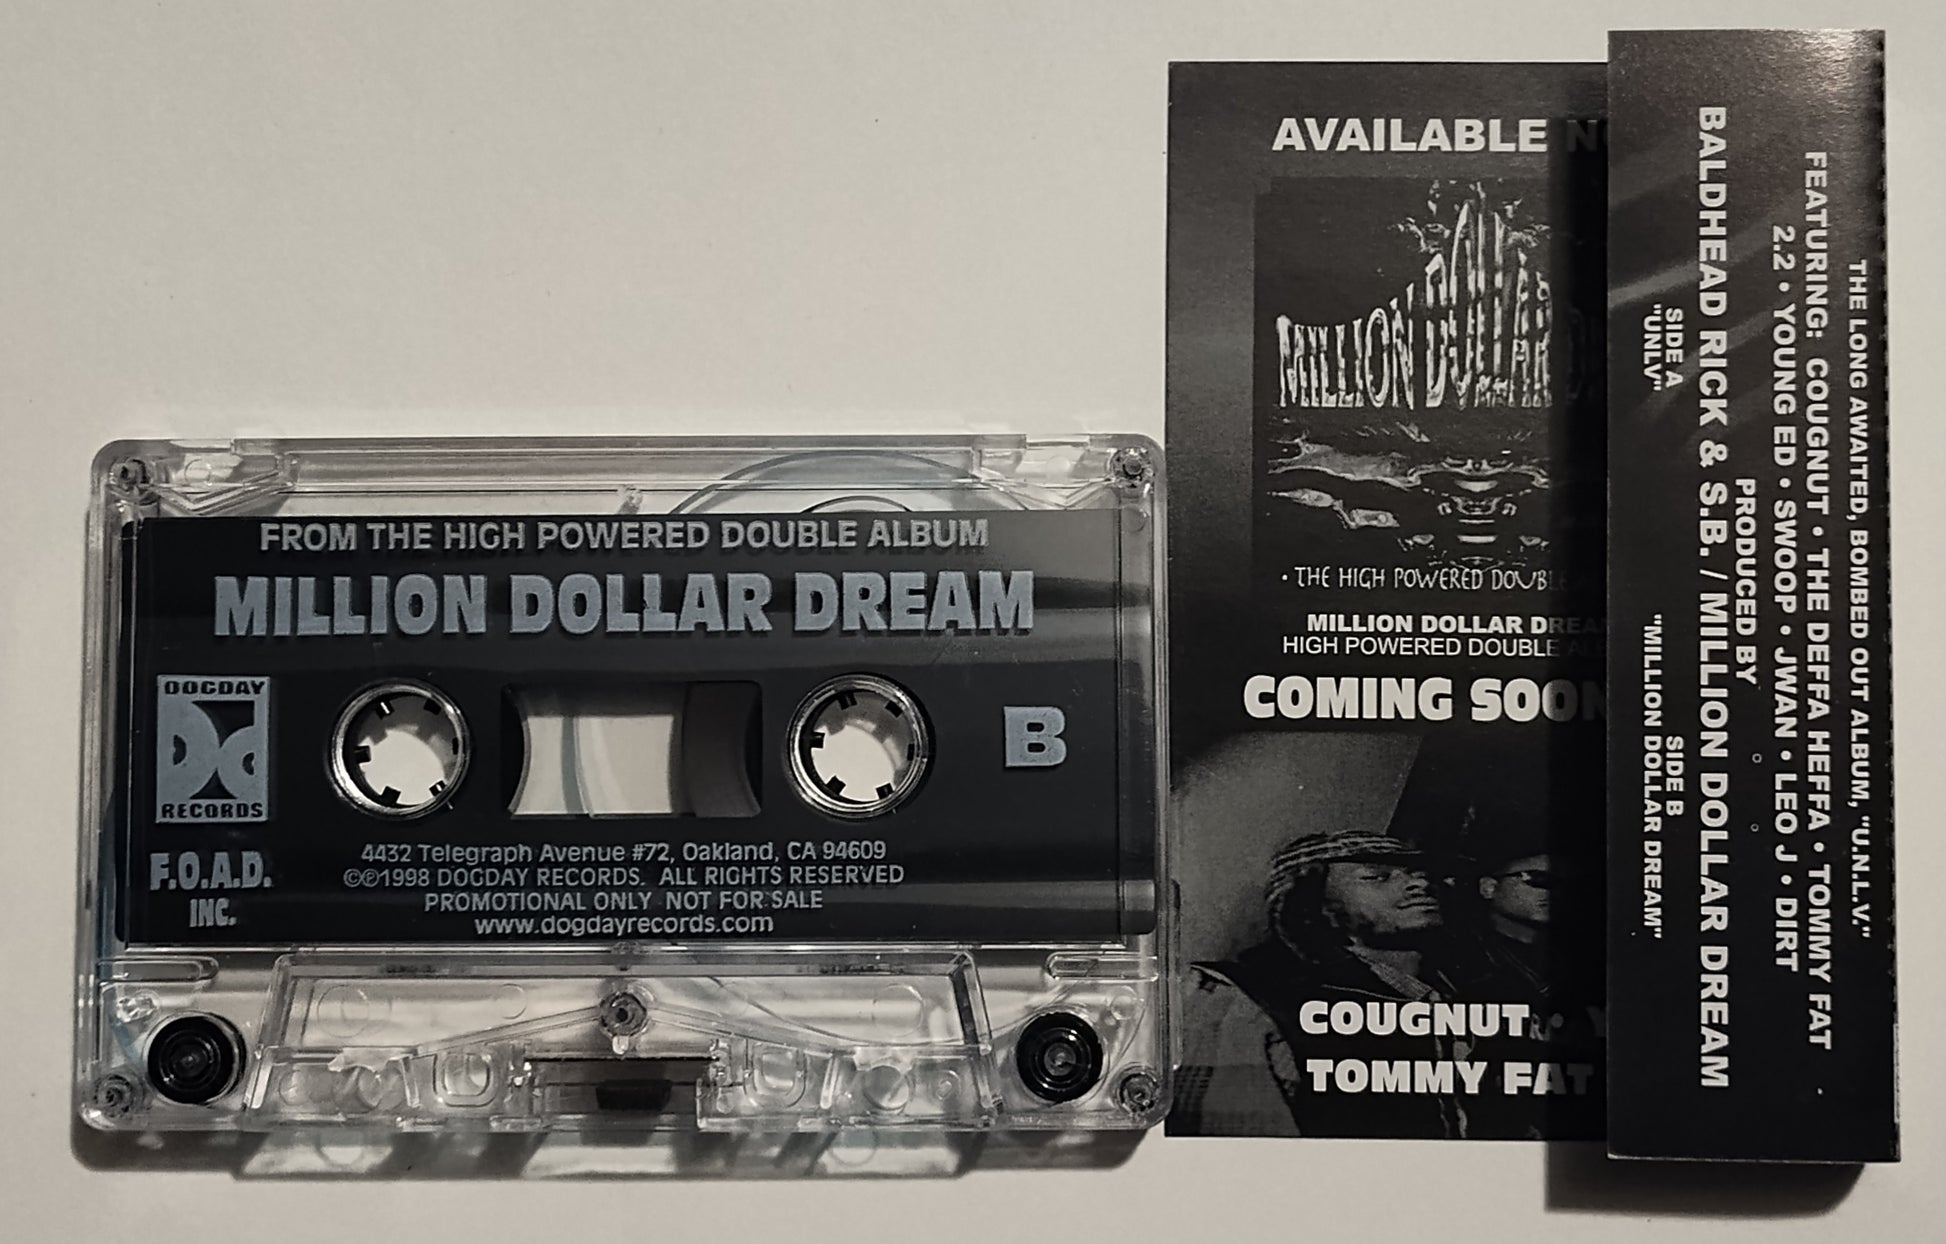 FROM THE HIGH POWERED DOUBLE ALBUM
MILLION DOLLAR DREAM
DOGDAY
RECORDS
F.O.A.D.
INC.
B
4432 Telegraph Avenue #72, Oakland, CA 94609
©℗1998 DOGDAY RECORDS. ALL RIGHTS RESERVED
PROMOTIONAL ONLY NOT FOR SALE
www.dogdayrecords.com
AVAILABLE
MILLION DOLLAR
• THE HIGH POWERED DOUBLE
MILLION DOLLAR DREAM
HIGH POWERED DOUBLE
COMING SOON
COUGNUT •
TOMMY FAT
THE LONG AWAITED, BOMBED OUT ALBUM, "U.N.L.V."
FEATURING: COUGNUT • THE DEFFA HEFFA • TOMMY FAT
2.2 • YOUNG ED • SWOOP • JWAN • LEO J • DIRT
PRODUCED BY
BALDHEAD RICK & S.B. / MILLION DOLLAR DREAM
SIDE A
"UNLV"
SIDE B
"MILLION DOLLAR DREAM"